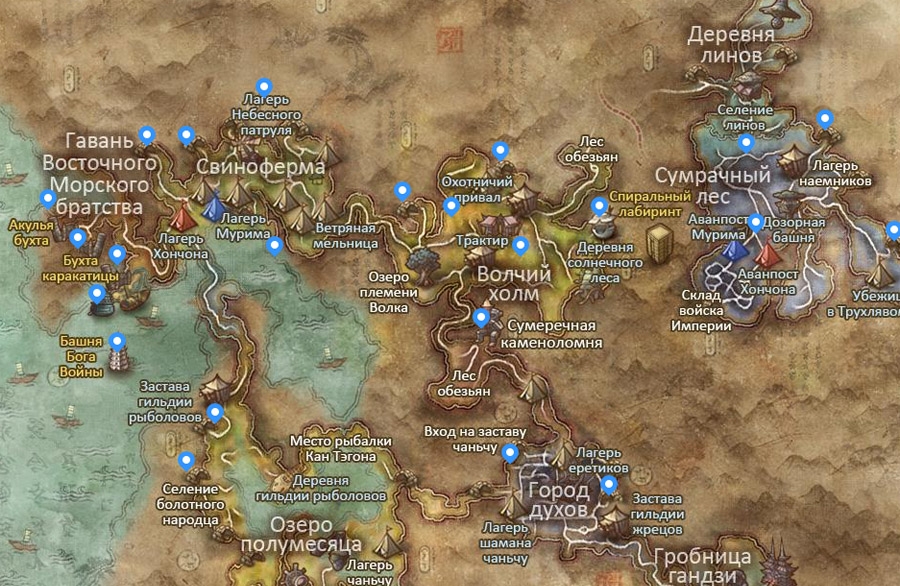 Деревня
линов
Лагерь
Небесного
патруля
Селение
линов
Гавань
Восточного
Морского
братства
Свиноферма
Лес
обезьян
Лагерь
наемников
Сумрачный
лес
Охотничий
привал
Спиральный
лабиринт
Акулья
бухта
Лагерь
Мурима
Ветряная
мельница
Аванпост
Мурима
Дозорная
башня
Лагерь
Хончона
Трактир
Деревня
солнечного
леса
Бухта
каракатицы
Волчий
холм
Аванпост
Хончона
Озеро
племени
Волка
Склад
войска
Империи
Убежищ
в Трухляво
Сумеречная
каменоломня
Башня
Бога
Войны
Лес
обезьян
Застава
гильдии
рыболовов
Место рыбалки
Кан Тэгона
Вход на заставу
чаньчу
Лагерь
еретиков
Деревня
гильдии рыболовов
Селение
болотного
народца
Город
духов
Застава
гильдии
жрецов
Озеро
полумесяца
Лагерь
шамана
чаньчу
Лагерь
чаньчу
Гробница
гандзи